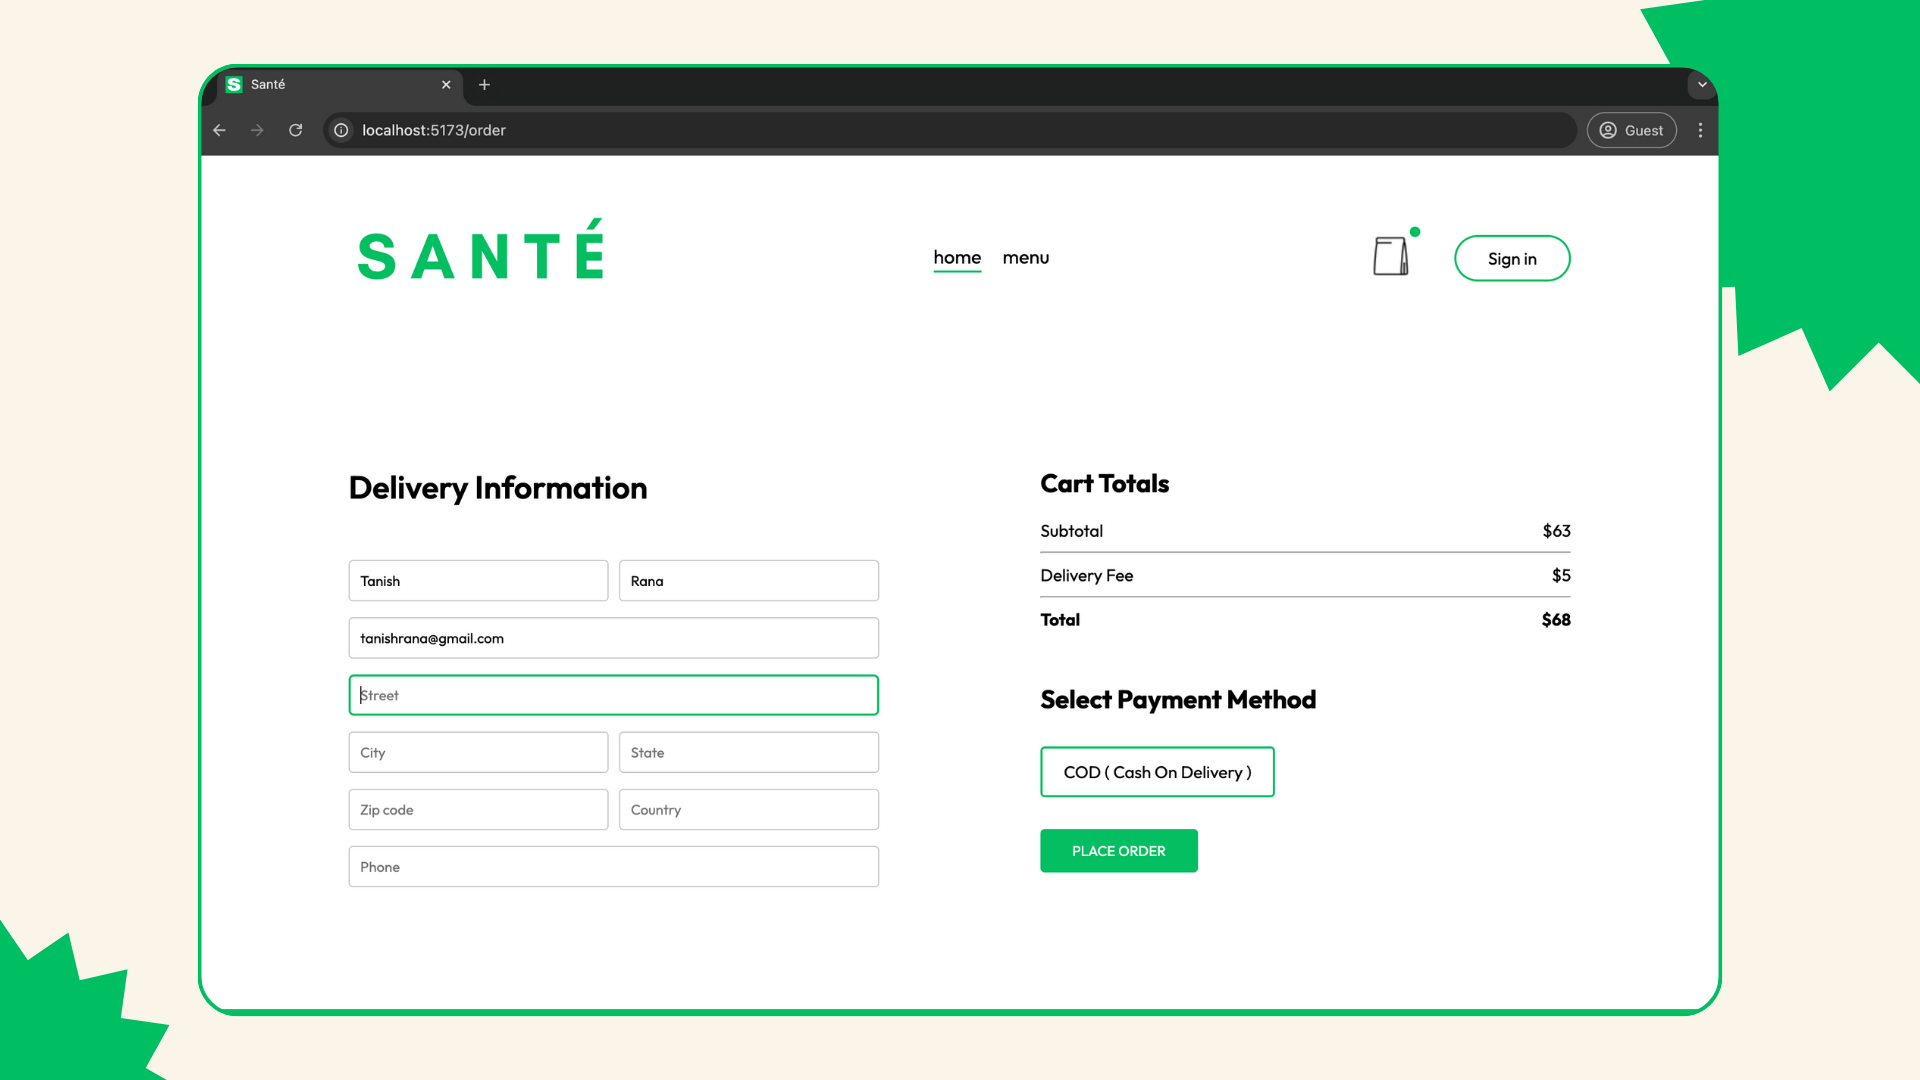 S Santé
localhost:5173/order
Guest
SANTÉ
home menu
Sign in
Delivery Information
Tanish Rana
tanishrana@gmail.com
Street
City State
Zip code Country
Phone
Cart Totals
Subtotal $63
Delivery Fee $5
Total $68
Select Payment Method
COD ( Cash On Delivery )
PLACE ORDER